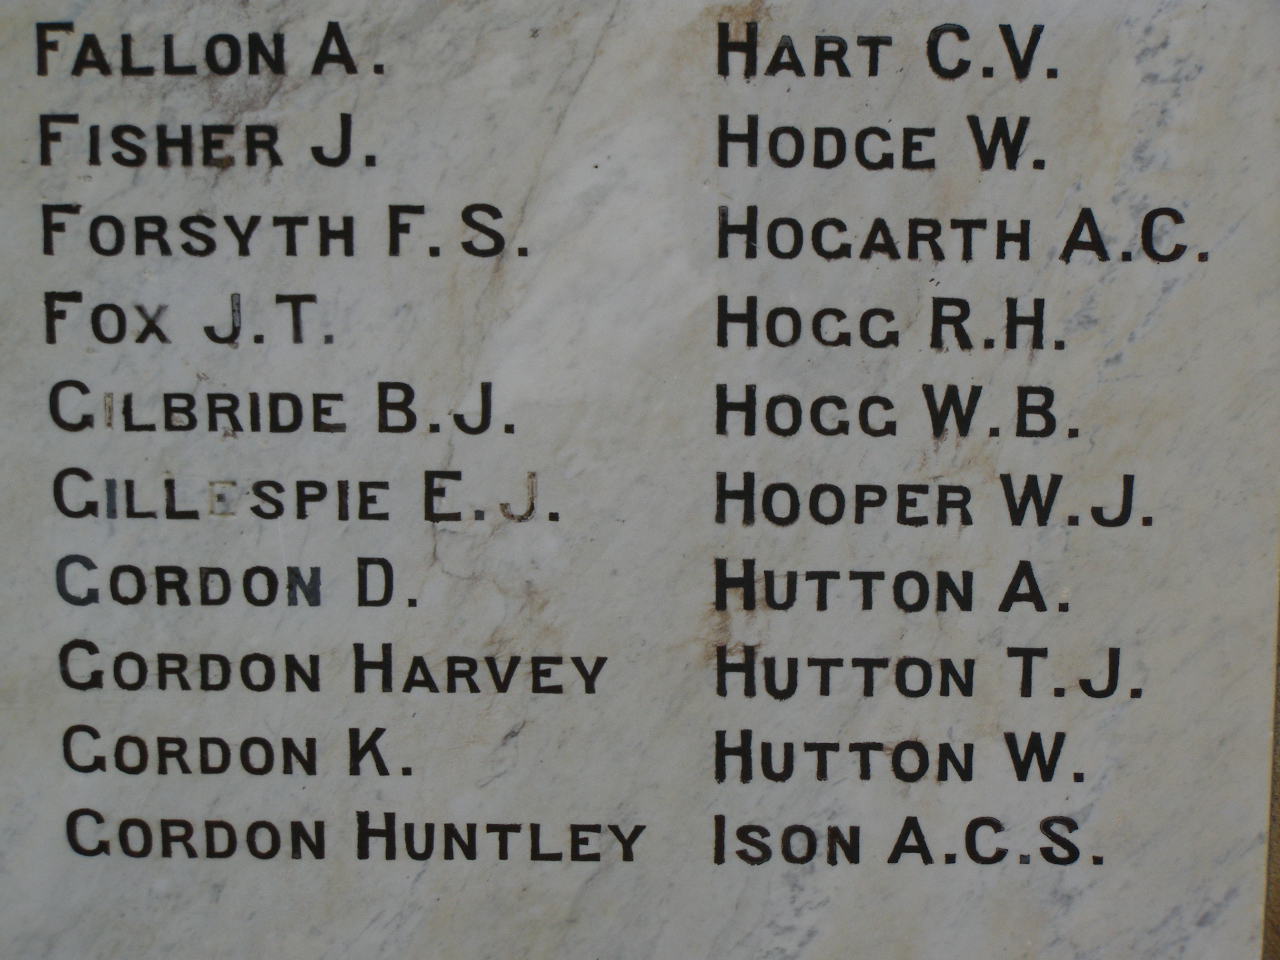 FALLON A.
FISHER J.
FORSYTH F. S.
FOX J.T.
GILBRIDE B.J.
GILLESPIE E.J.
GORDON D.
GORDON HARVEY
GORDON K.
GORDON HUNTLEY
HART C.V.
HODGE W.
HOGARTH A.C.
HOGG R.H.
HOGG W.B.
HOOPER W.J.
HUTTON A.
HUTTON T.J.
HUTTON W.
ISON A.C.S.